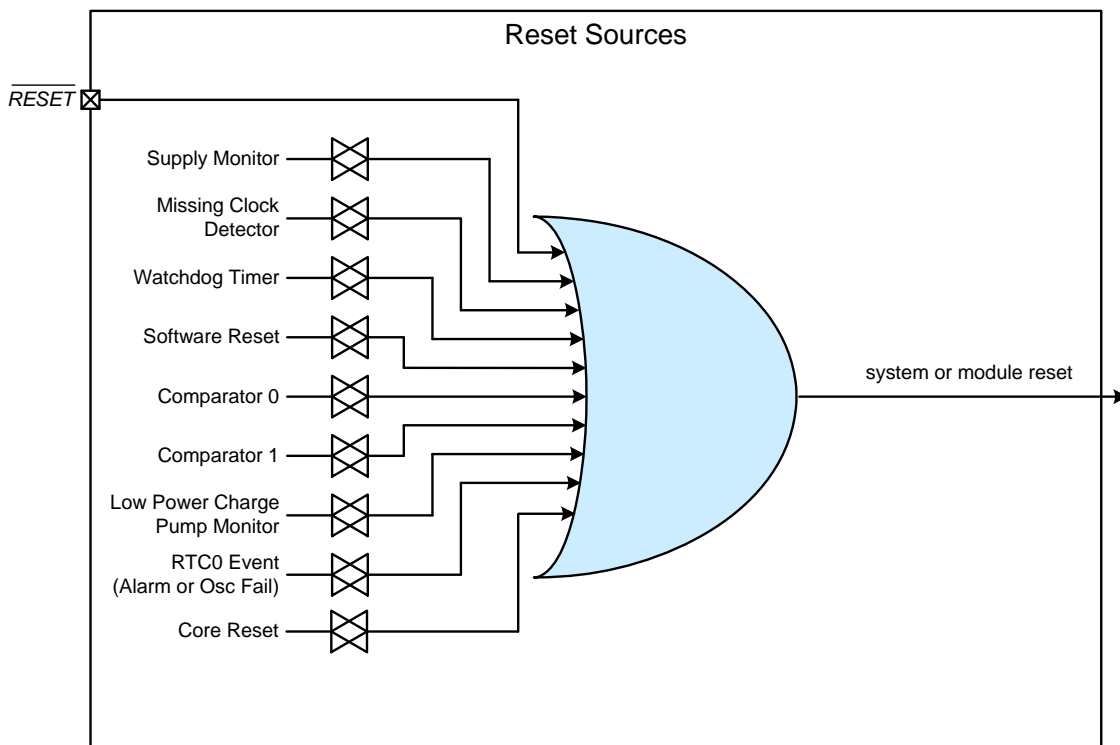 Reset Sources
RESET
Supply Monitor
Missing Clock
Detector
Watchdog Timer
Software Reset
Comparator 0
Comparator 1
Low Power Charge
Pump Monitor
RTC0 Event
(Alarm or Osc Fail)
Core Reset
system or module reset